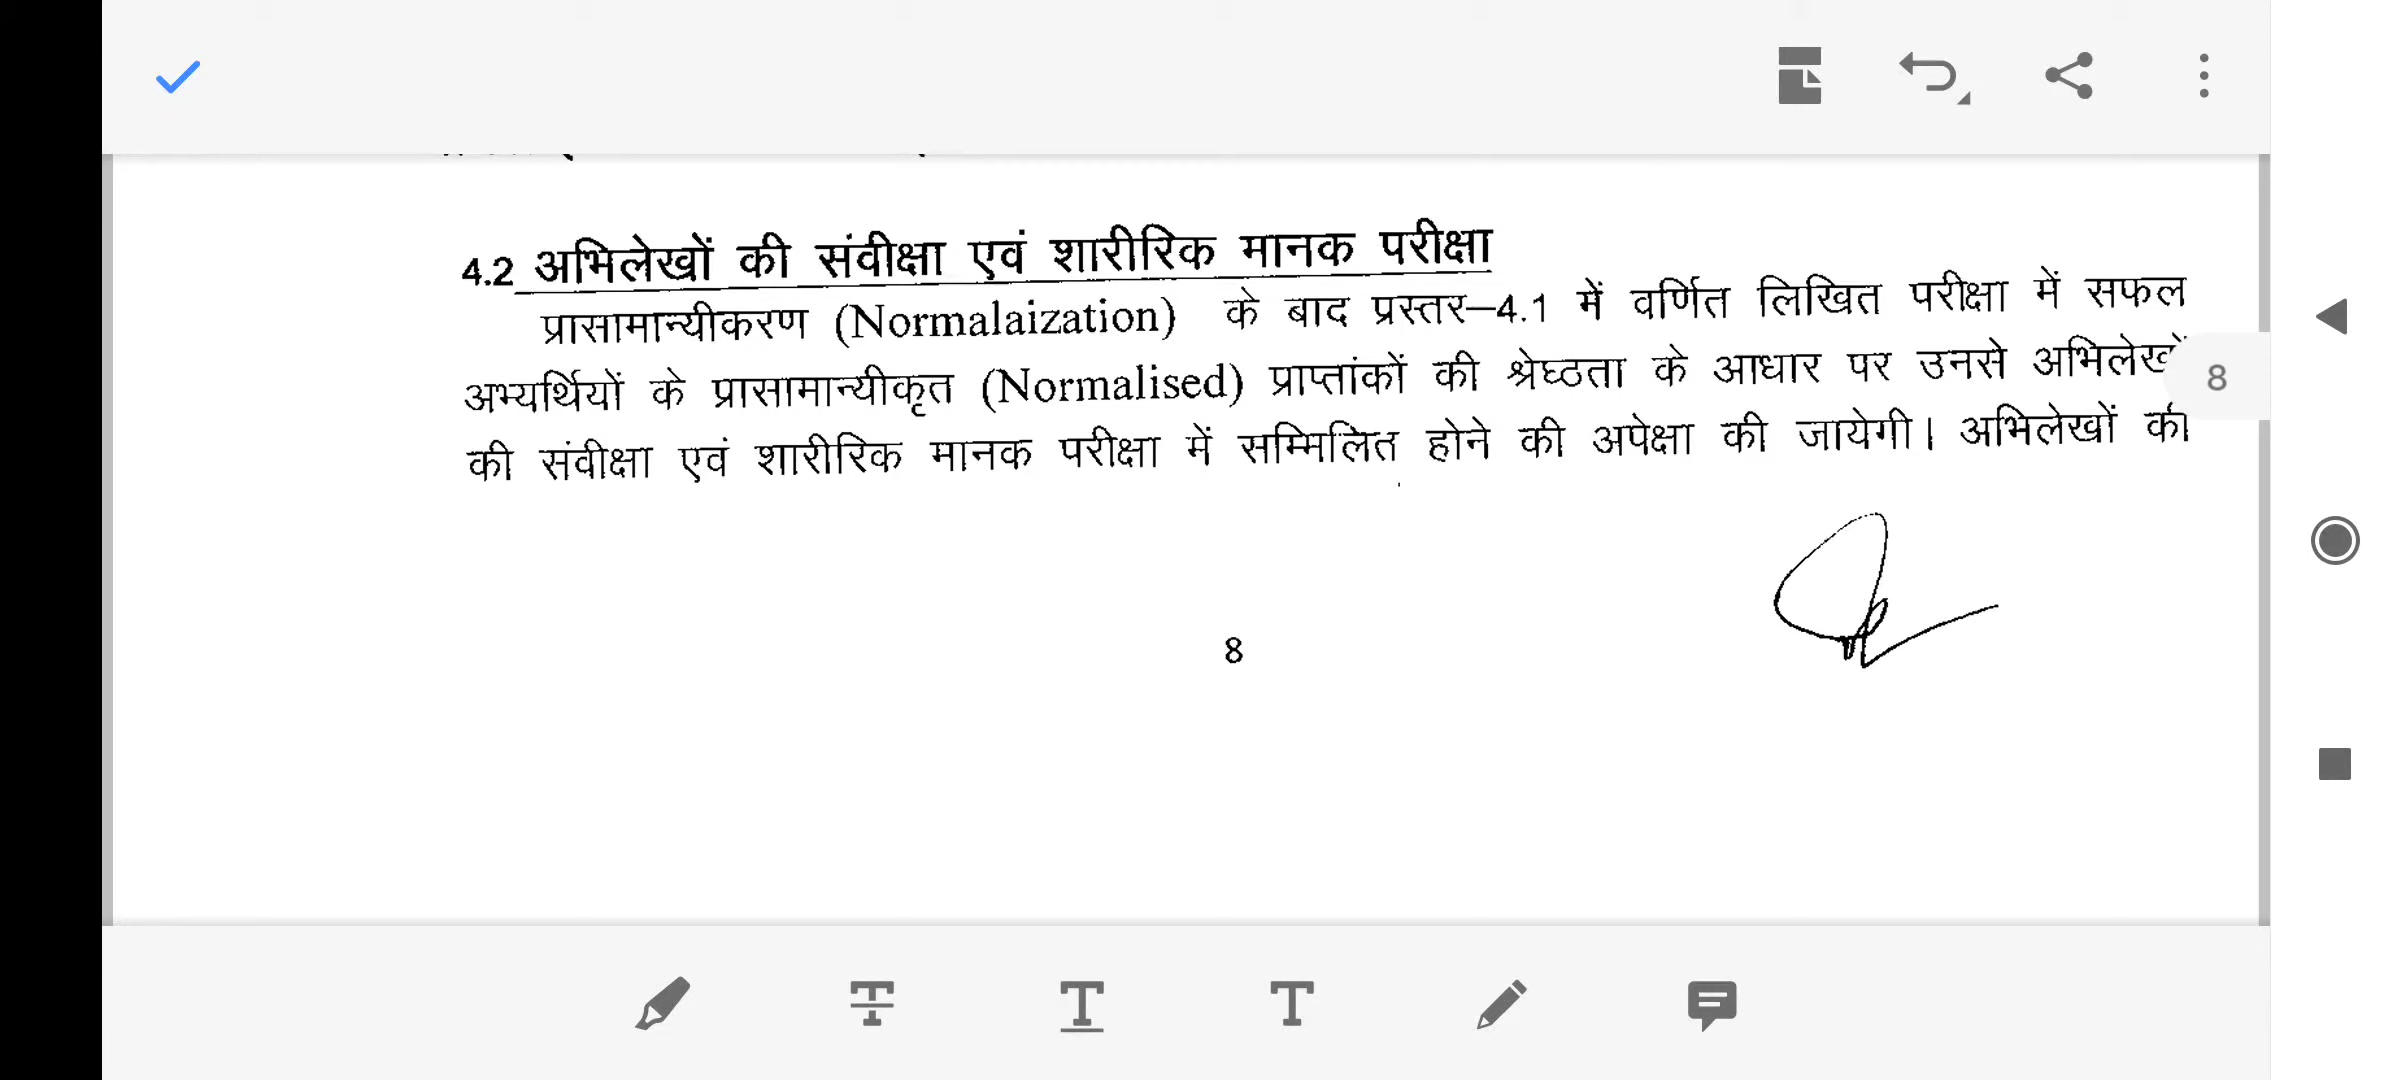 4.2 अभिलेखों की संवीक्षा एवं शारीरिक मानक परीक्षा
प्रासामान्यीकरण (Normalaization) के बाद प्रस्तर–4.1 में वर्णित लिखित परीक्षा में सफल
अभ्यर्थियों के प्रासामान्यीकृत (Normalised) प्राप्तांकों की श्रेष्ठता के आधार पर उनसे अभिलेखों
8
की संवीक्षा एवं शारीरिक मानक परीक्षा में सम्मिलित होने की अपेक्षा की जायेगी। अभिलेखों की
8